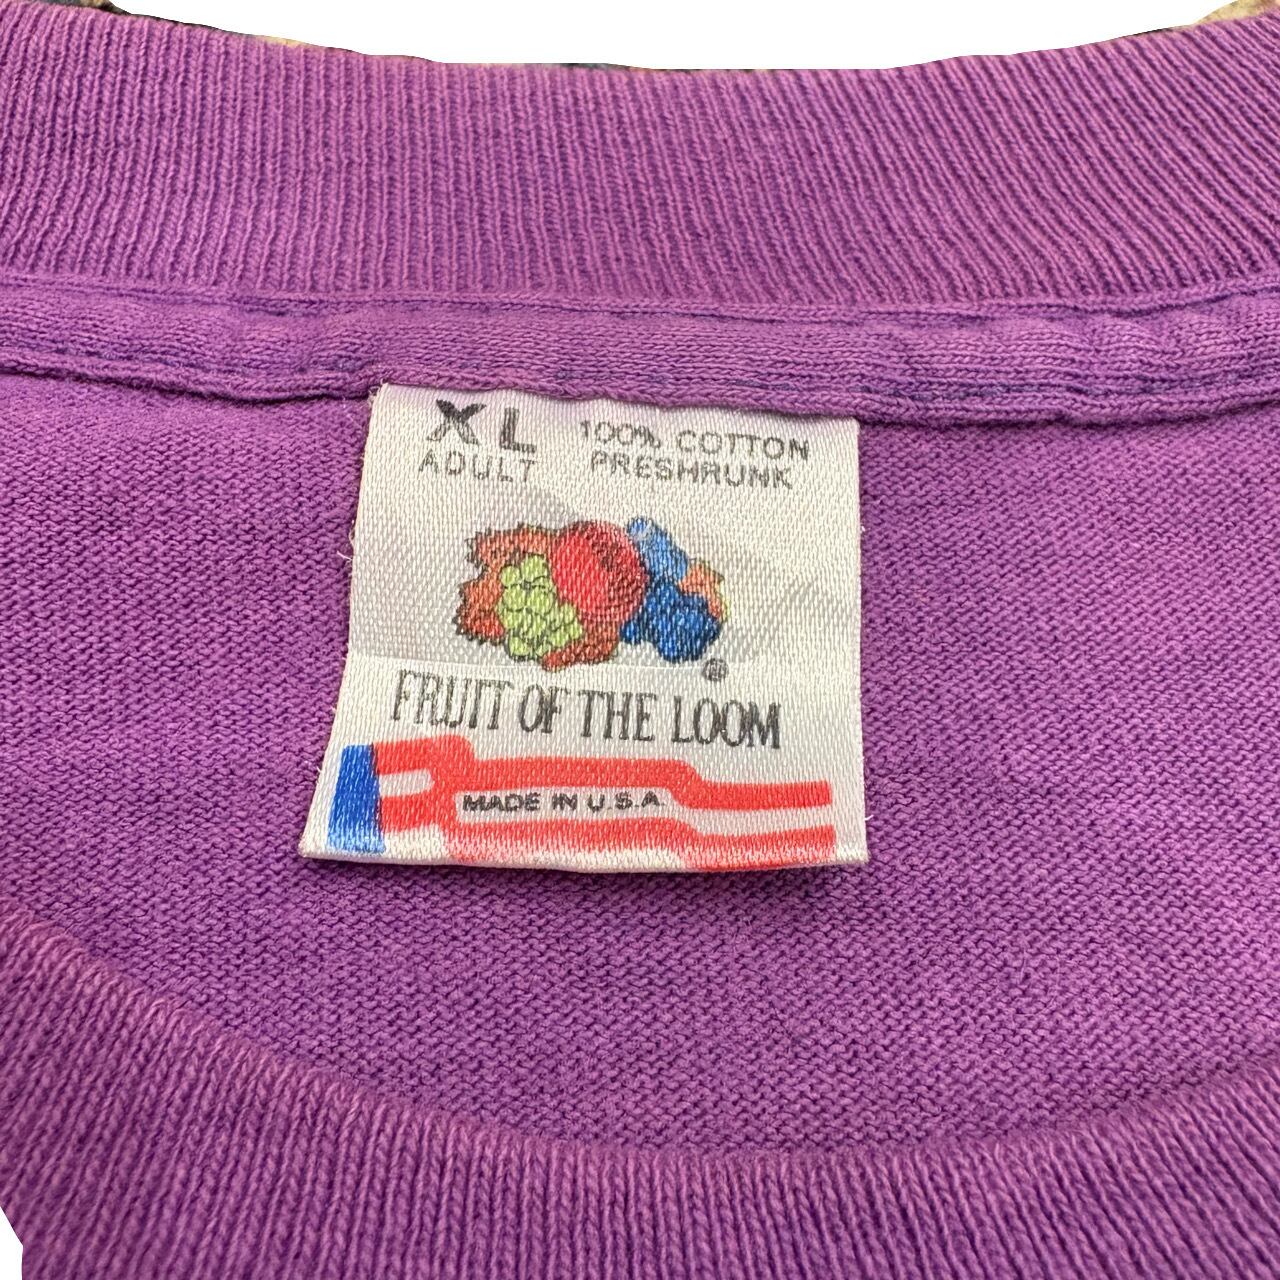 XL 100% COTTON
ADULT PRESHRUNK
®
FRUIT OF THE LOOM
MADE IN U.S.A.